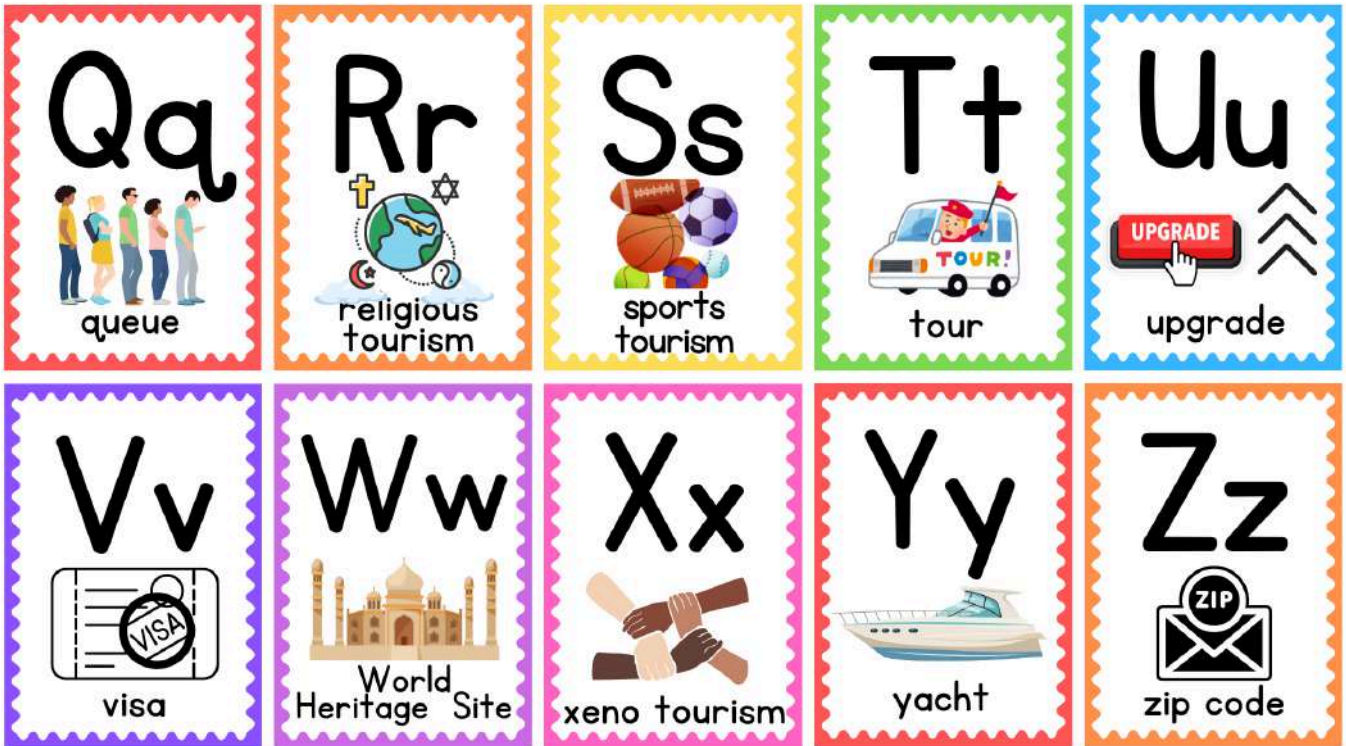 Qq
queue
Rr
religious
tourism
Ss
sports
tourism
Tt
TOUR!
tour
Uu
UPGRADE
upgrade
Vv
VISA
visa
Ww
World
Heritage Site
Xx
xeno tourism
Yy
yacht
Zz
ZIP
zip code